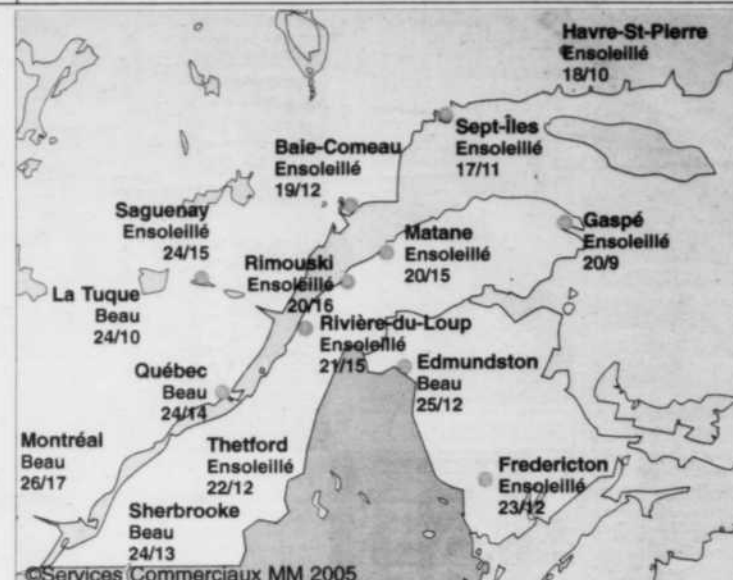 Havre-St-Pierre
Ensoleillé
18/10
Sept-Îles
Ensoleillé
17/11
Baie-Comeau
Ensoleillé
19/12
Saguenay
Ensoleillé
24/15
Matane
Ensoleillé
20/15
Gaspé
Ensoleillé
20/9
Rimouski
Ensoleillé
20/16
La Tuque
Beau
24/10
Rivière-du-Loup
Ensoleillé
21/15
Québec
Beau
24/14
Edmundston
Beau
25/12
Montréal
Beau
26/17
Thetford
Ensoleillé
22/12
Fredericton
Ensoleillé
23/12
Sherbrooke
Beau
24/13
©Services Commerciaux MM 2005